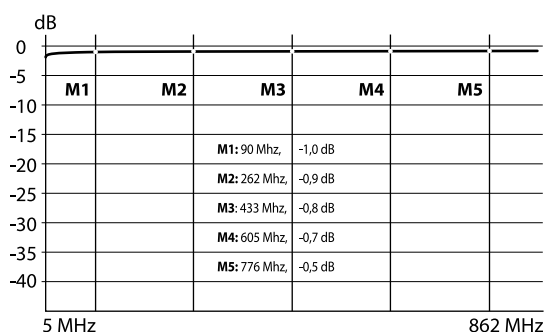 dB
0
-5
M1 M2 M3 M4 M5
-10
-15
M1: 90 Mhz, -1,0 dB
-20
M2: 262 Mhz, -0,9 dB
-25
M3: 433 Mhz, -0,8 dB
-30
M4: 605 Mhz, -0,7 dB
-35
M5: 776 Mhz, -0,5 dB
-40
5 MHz 862 MHz